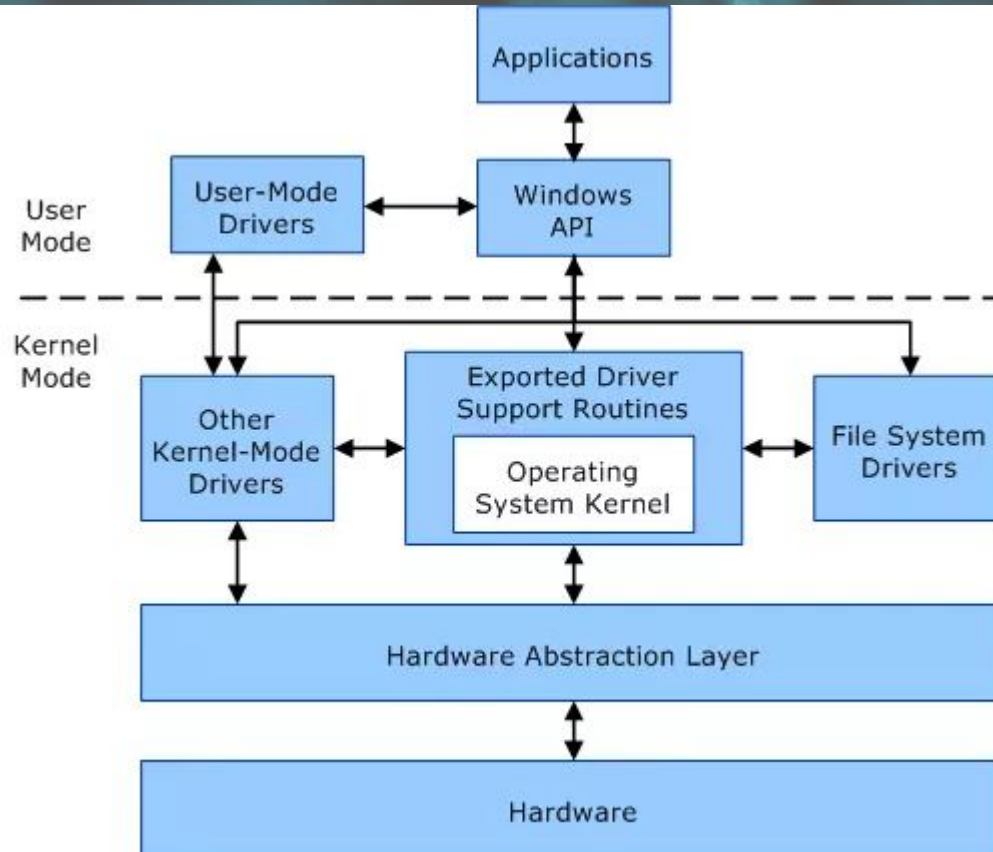 Applications
User-Mode
Drivers
Windows
API
User
Mode
Kernel
Mode
Other
Kernel-Mode
Drivers
Exported Driver
Support Routines
Operating
System Kernel
File System
Drivers
Hardware Abstraction Layer
Hardware